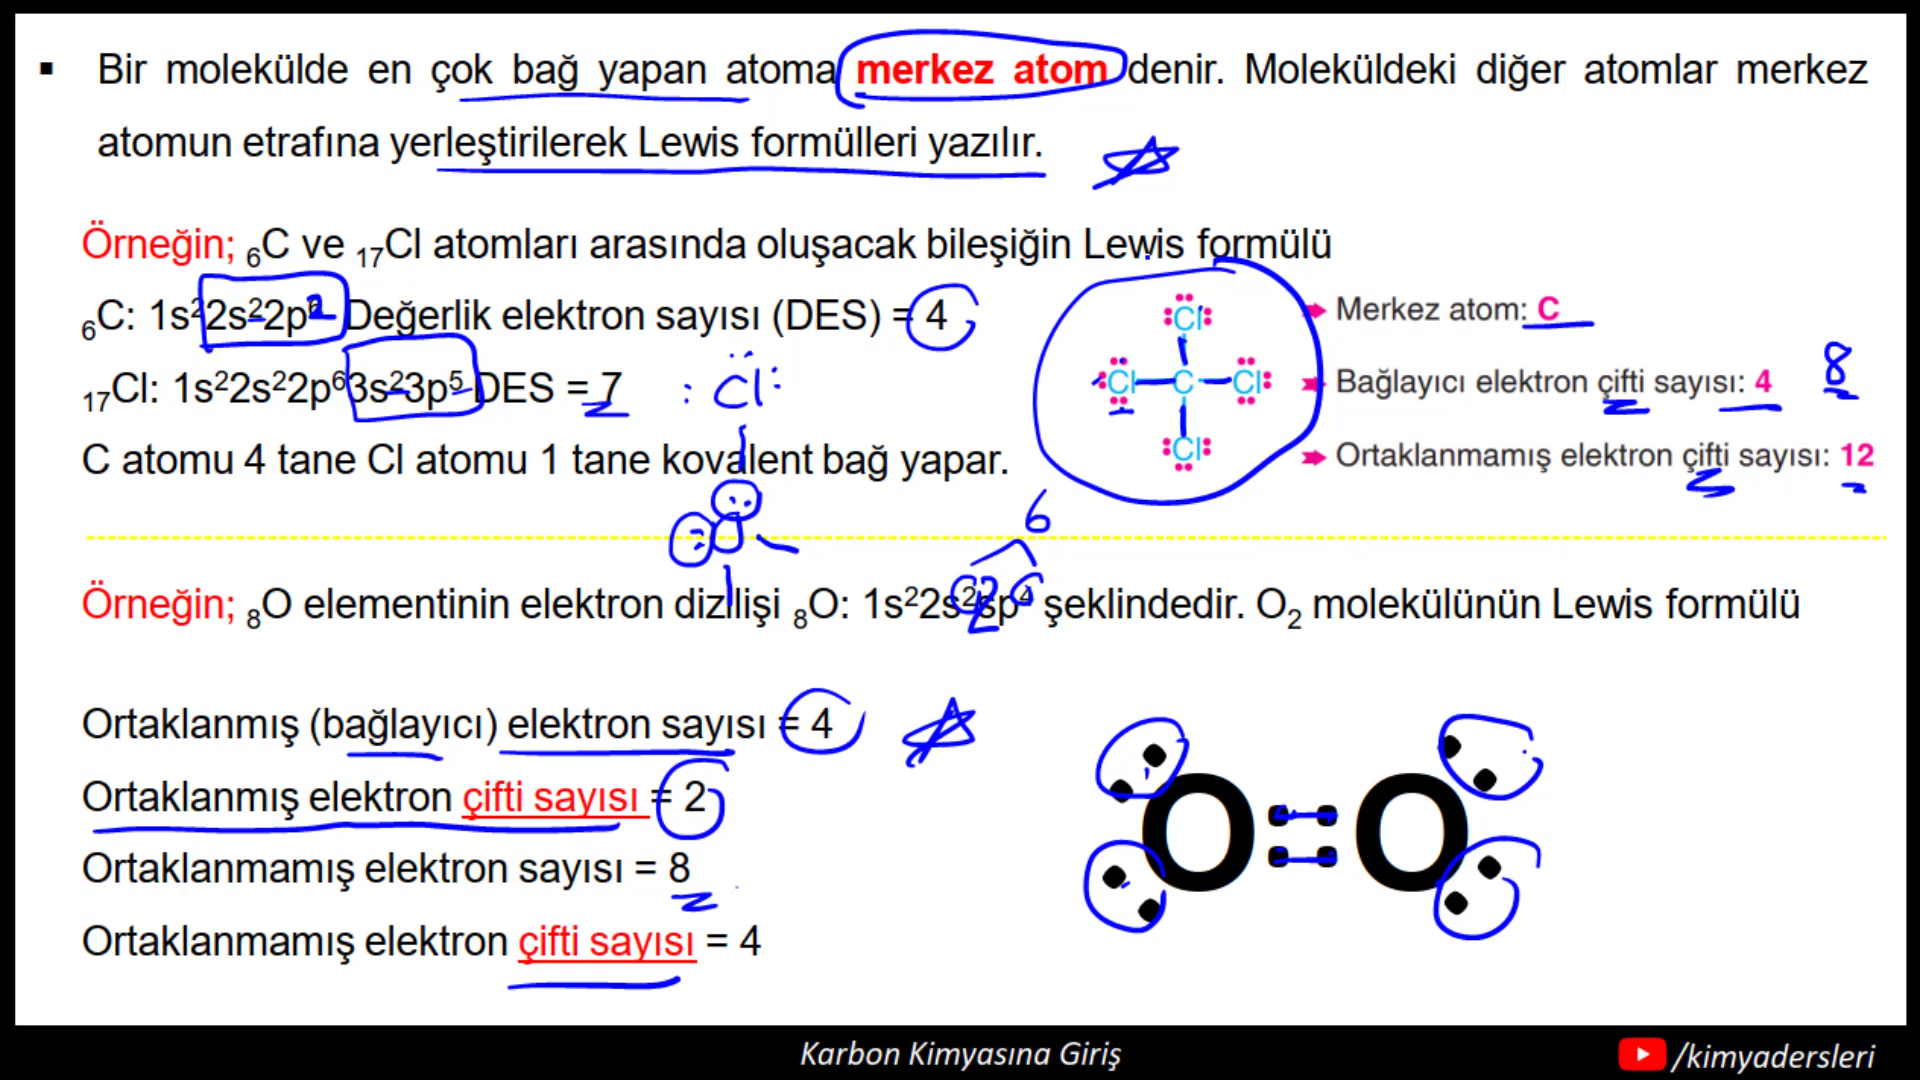 ▪ Bir molekülde en çok bağ yapan atoma merkez atom denir. Moleküldeki diğer atomlar merkez
atomun etrafına yerleştirilerek Lewis formülleri yazılır.
Örneğin; ₆C ve ₁₇Cl atomları arasında oluşacak bileşiğin Lewis formülü
₆C: 1s²2s²2p² Değerlik elektron sayısı (DES) = 4
₁₇Cl: 1s²2s²2p⁶3s²3p⁵ DES = 7
:Cl:
C atomu 4 tane Cl atomu 1 tane kovalent bağ yapar.
Cl
Cl C Cl
Cl
➨ Merkez atom: C
➨ Bağlayıcı elektron çifti sayısı: 4 8
➨ Ortaklanmamış elektron çifti sayısı: 12
6
Örneğin; ₈O elementinin elektron dizilişi ₈O: 1s²2s²2p⁴ şeklindedir. O₂ molekülünün Lewis formülü
Ortaklanmış (bağlayıcı) elektron sayısı = 4
Ortaklanmış elektron çifti sayısı = 2
Ortaklanmamış elektron sayısı = 8
Ortaklanmamış elektron çifti sayısı = 4
O :: O
Karbon Kimyasına Giriş
/kimyadersleri